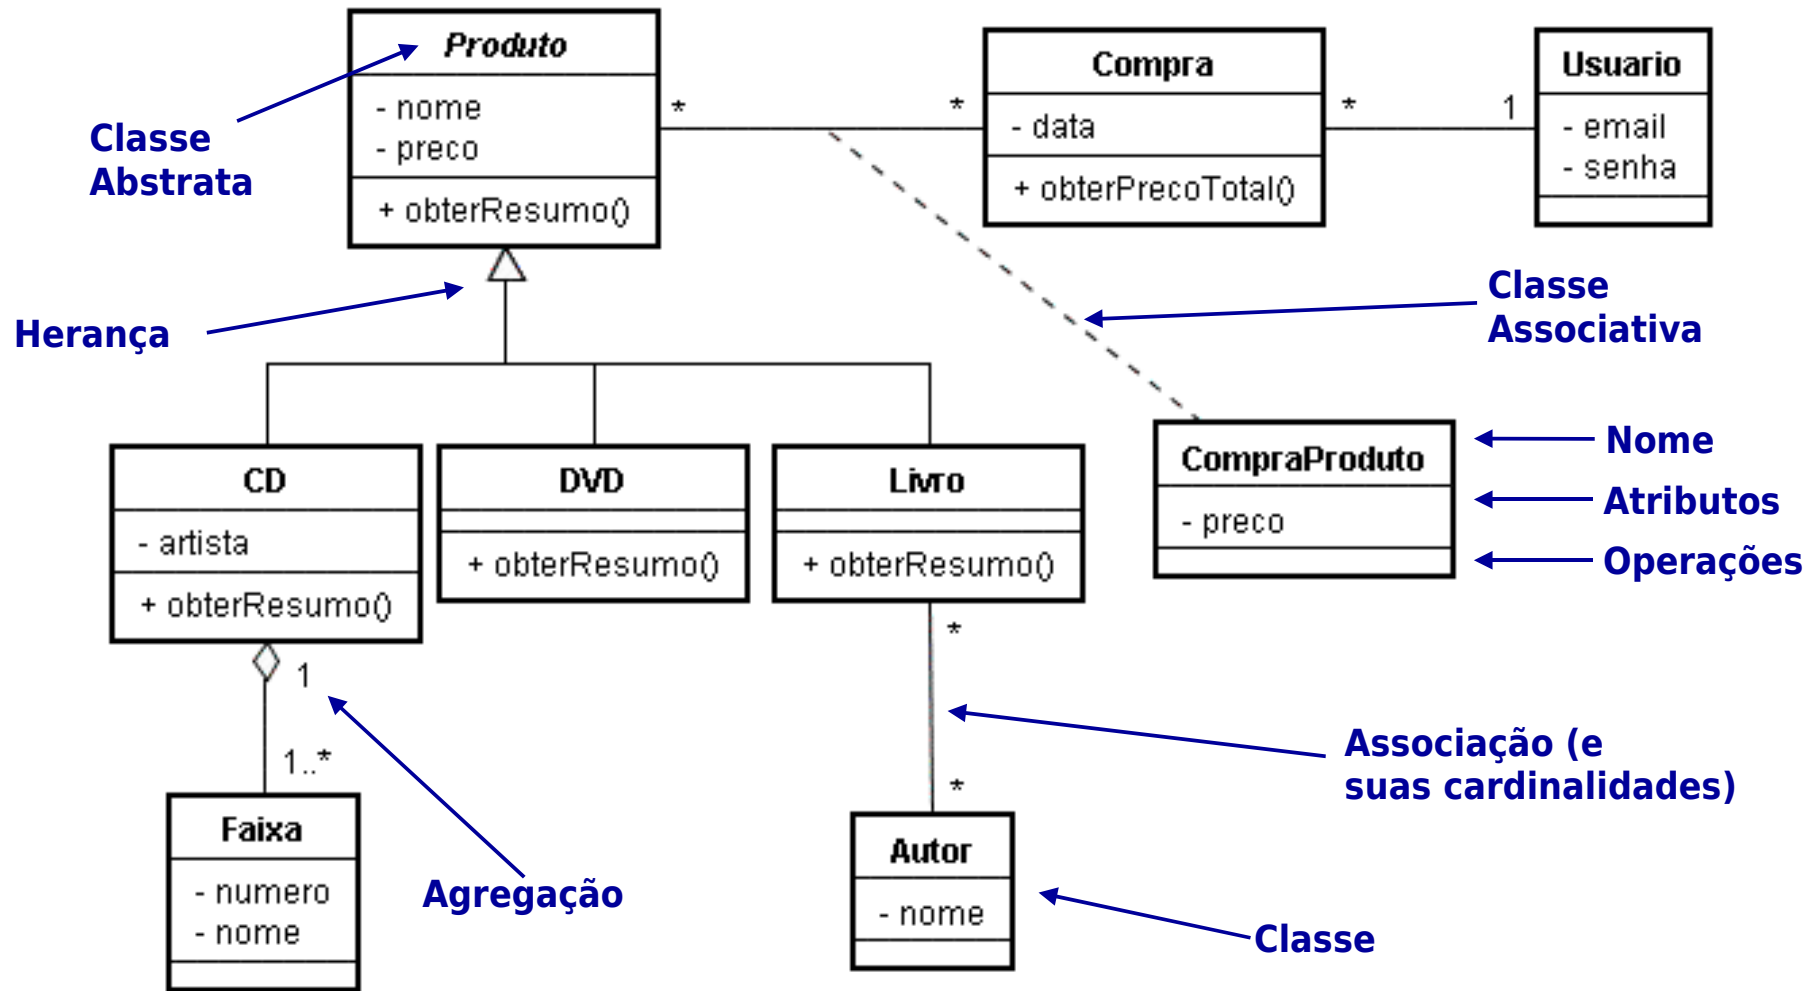 Produto
- nome
- preco
+ obterResumo()
*
*
Compra
- data
+ obterPrecoTotal()
*
1
Usuario
- email
- senha
Classe
Abstrata
Herança
Classe
Associativa
CD
- artista
+ obterResumo()
DVD
+ obterResumo()
Livro
+ obterResumo()
CompraProduto
- preco
Nome
Atributos
Operações
1
1..*
Faixa
- numero
- nome
Agregação
*
*
Associação (e
suas cardinalidades)
Autor
- nome
Classe